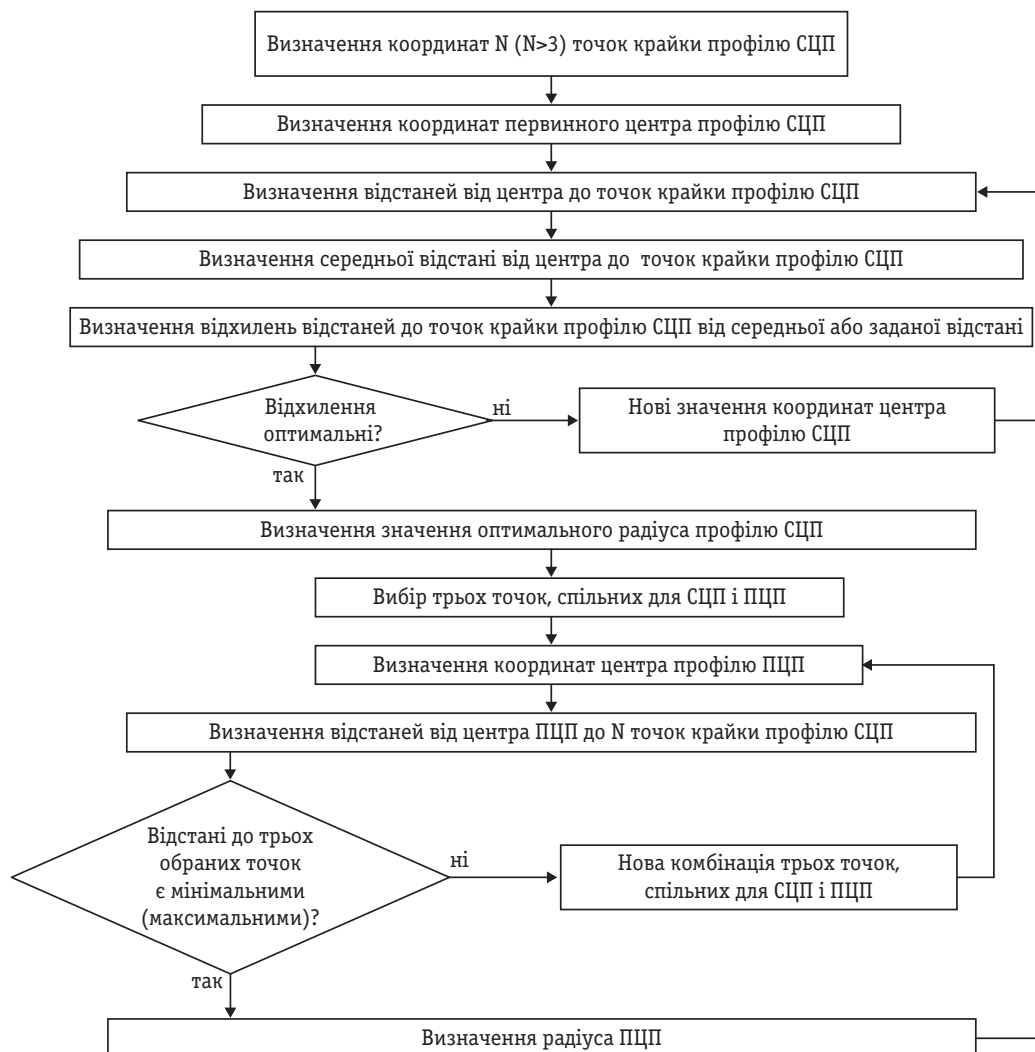 Визначення координат N (N>3) точок крайки профілю СЦП
Визначення координат первинного центра профілю СЦП
Визначення відстаней від центра до точок крайки профілю СЦП
Визначення середньої відстані від центра до точок крайки профілю СЦП
Визначення відхилень відстаней до точок крайки профілю СЦП від середньої або заданої відстані
Відхилення
оптимальні?
ні
Нові значення координат центра
профілю СЦП
так
Визначення значення оптимального радіуса профілю СЦП
Вибір трьох точок, спільних для СЦП і ПЦП
Визначення координат центра профілю ПЦП
Визначення відстаней від центра ПЦП до N точок крайки профілю СЦП
Відстані до трьох
обраних точок
є мінімальними
(максимальними)?
ні
Нова комбінація трьох точок,
спільних для СЦП і ПЦП
так
Визначення радіуса ПЦП